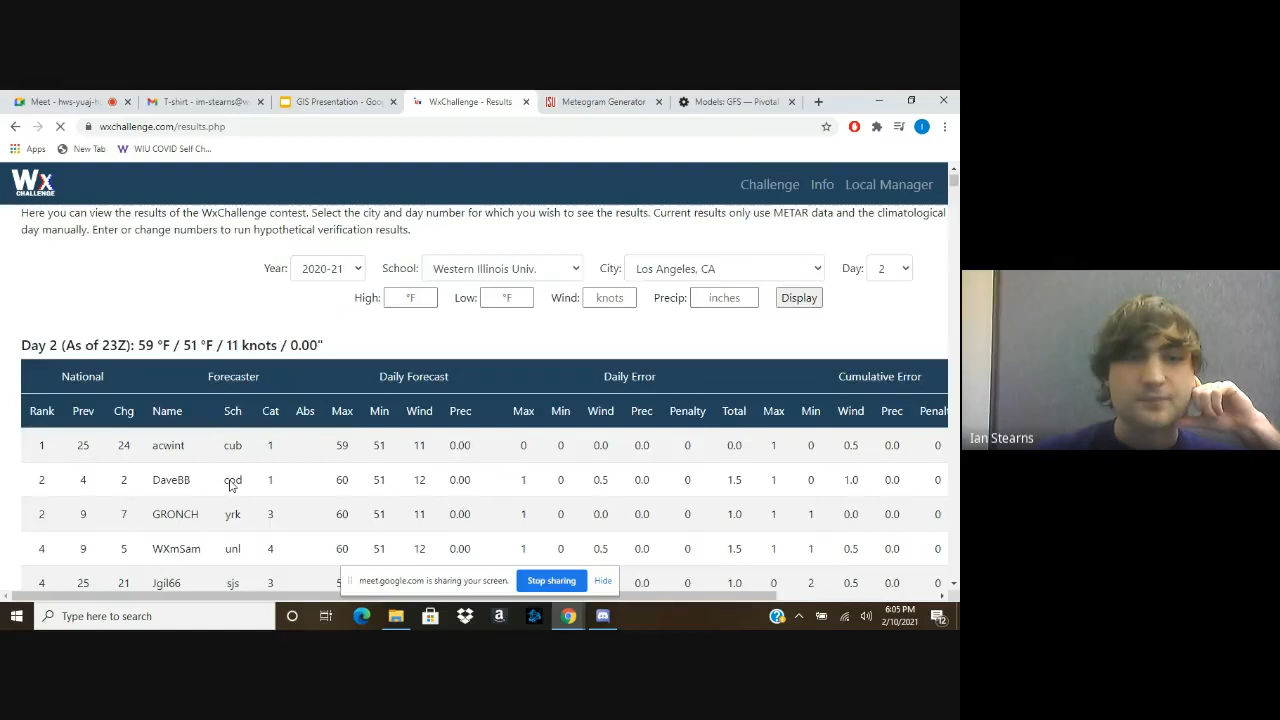 Meet - hws-yuaj-h
T-shirt - im-stearns@w
GIS Presentation - Goo
WxChallenge - Results
Meteogram Generator
Models: GFS — Pivotal
wxchallenge.com/results.php
Apps New Tab WIU COVID Self Ch...
Wx CHALLENGE
Challenge Info Local Manager
Here you can view the results of the WxChallenge contest. Select the city and day number for which you wish to see the results. Current results only use METAR data and the climatological
day manually. Enter or change numbers to run hypothetical verification results.
Year: 2020-21 School: Western Illinois Univ. City: Los Angeles, CA Day: 2
High: °F Low: °F Wind: knots Precip: inches Display
Day 2 (As of 23Z): 59 °F / 51 °F / 11 knots / 0.00"
National Forecaster Daily Forecast Daily Error Cumulative Error
Rank Prev Chg Name Sch Cat Abs Max Min Wind Prec Max Min Wind Prec Penalty Total Max Min Wind Prec Penal
1 25 24 acwint cub 1 59 51 11 0.00 0 0 0.0 0.0 0 0.0 1 0 0.5 0.0 0
2 4 2 DaveBB cod 1 60 51 12 0.00 1 0 0.5 0.0 0 1.5 1 0 1.0 0.0 0
2 9 7 GRONCH yrk 3 60 51 11 0.00 1 0 0.0 0.0 0 1.0 1 1 0.0 0.0 0
4 9 5 WXmSam unl 4 60 51 12 0.00 1 0 0.5 0.0 0 1.5 1 1 0.5 0.0 0
4 25 21 Jgil66 sjs 3 0.0 0 1.0 0 2 0.5 0.0 0
meet.google.com is sharing your screen. Stop sharing Hide
Type here to search
6:05 PM
2/10/2021
12
Ian Stearns